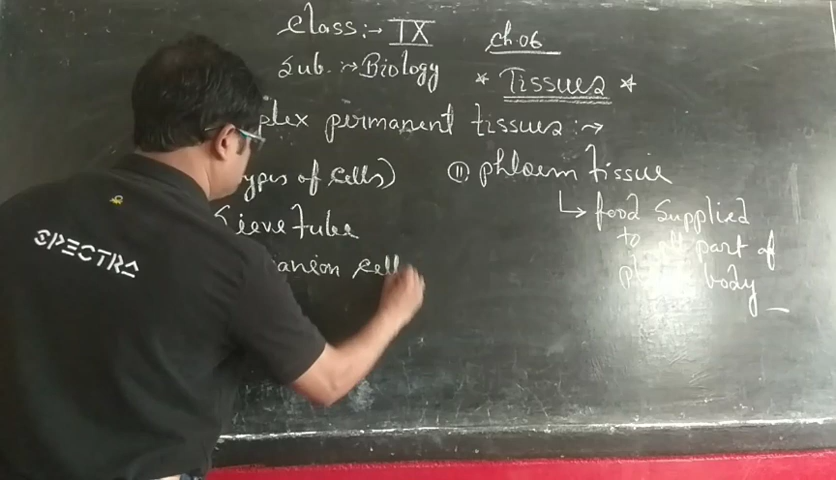 Class:- IX
Ch.06
Sub. :- Biology
* Tissues *
plex permanent tissues :→
ypes of cells)
(ii) phloem tissue
↳ food supplied
to part of
body
Sieve tube
anion cell
SPECTRA